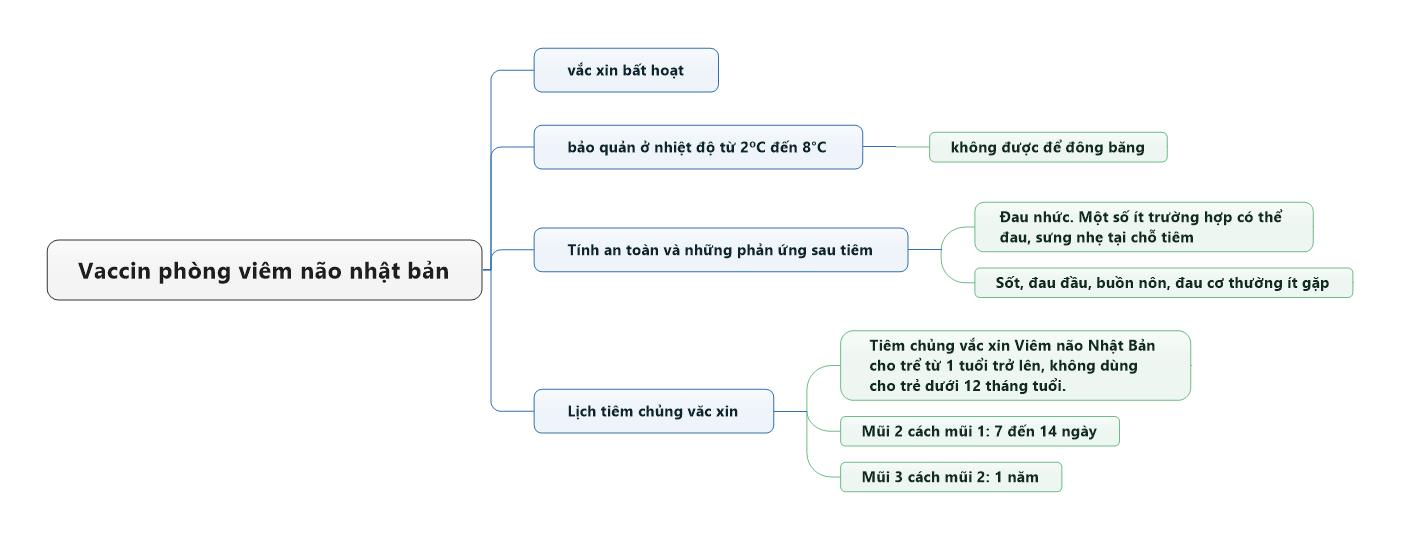 Vaccin phòng viêm não nhật bản
vắc xin bất hoạt
bảo quản ở nhiệt độ từ 2ºC đến 8°C
không được để đông băng
Tính an toàn và những phản ứng sau tiêm
Đau nhức. Một số ít trường hợp có thể
đau, sưng nhẹ tại chỗ tiêm
Sốt, đau đầu, buồn nôn, đau cơ thường ít gặp
Lịch tiêm chủng văc xin
Tiêm chủng vắc xin Viêm não Nhật Bản
cho trể từ 1 tuổi trở lên, không dùng
cho trẻ dưới 12 tháng tuổi.
Mũi 2 cách mũi 1: 7 đến 14 ngày
Mũi 3 cách mũi 2: 1 năm